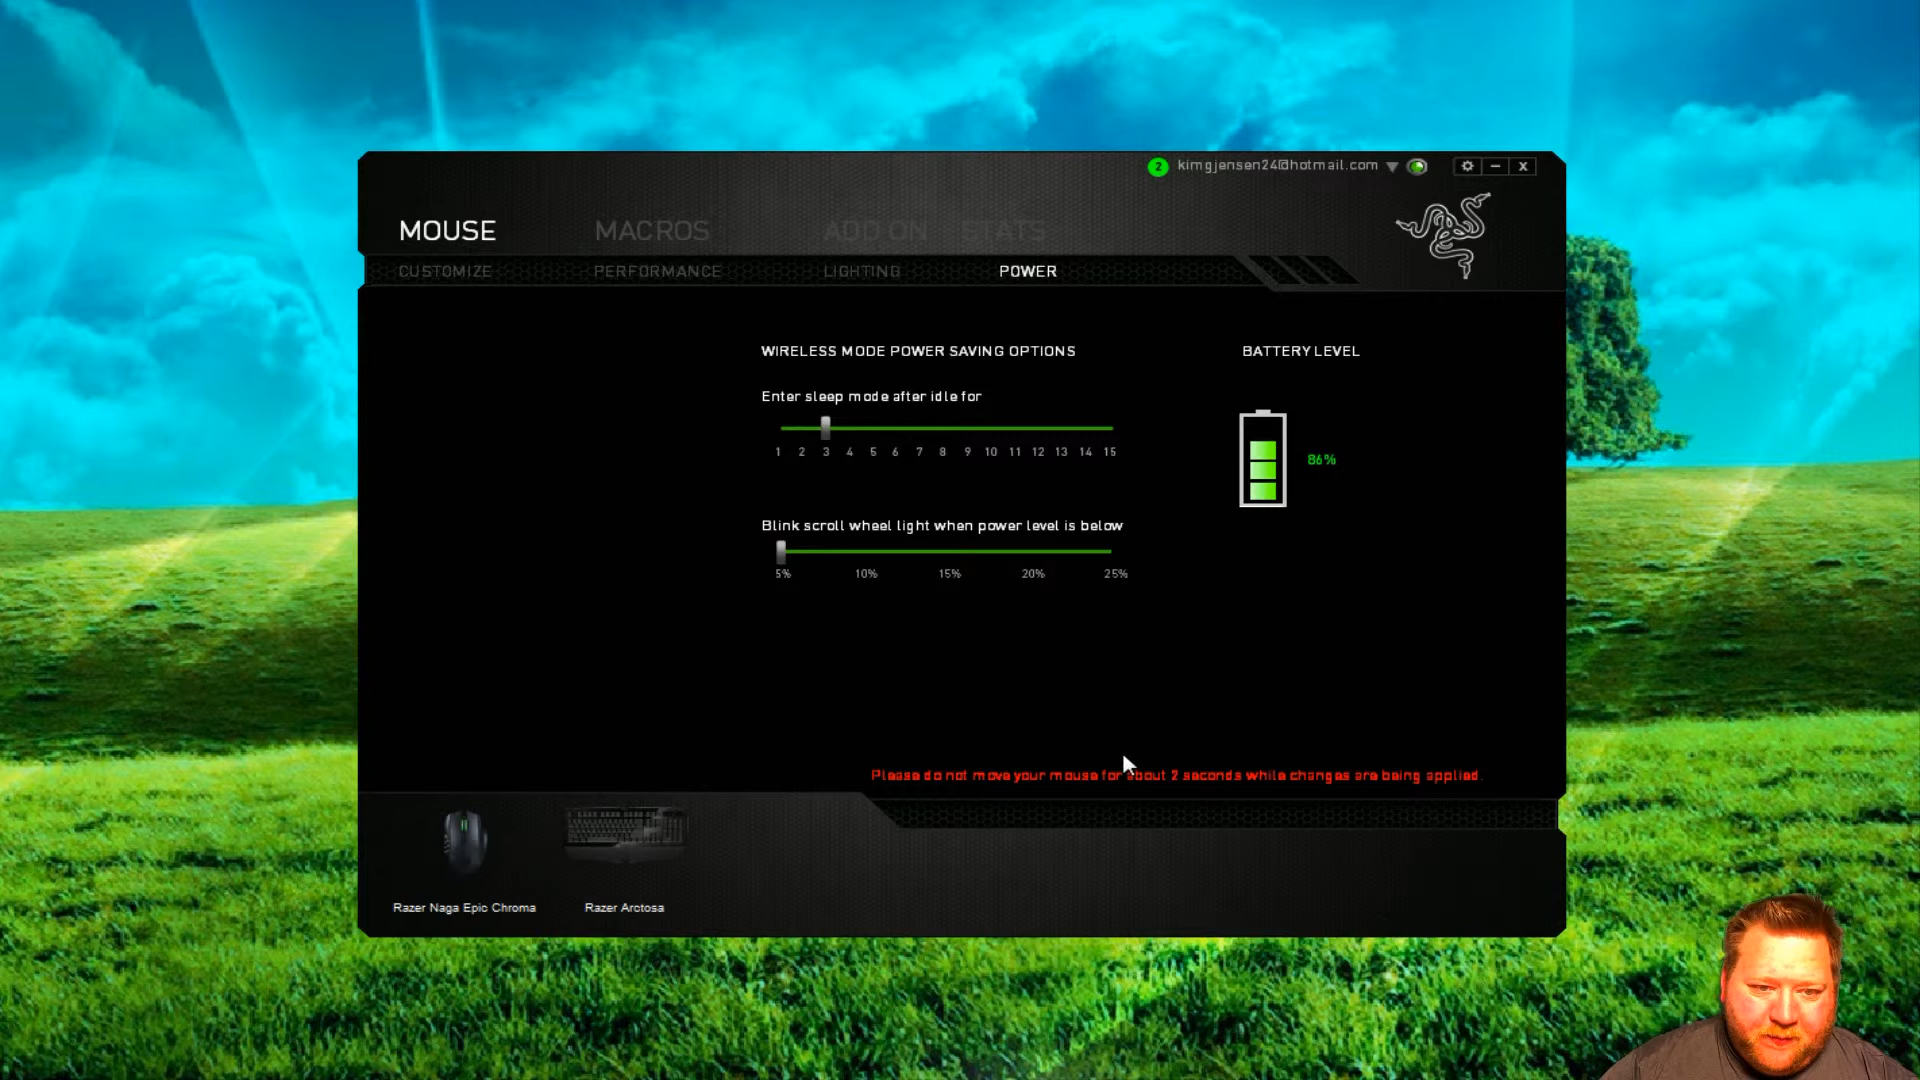 2 kimgjensen24@hotmail.com
X
MOUSE MACROS ADD ON STATS
CUSTOMIZE PERFORMANCE LIGHTING POWER
WIRELESS MODE POWER SAVING OPTIONS
BATTERY LEVEL
Enter sleep mode after idle for
1 2 3 4 5 6 7 8 9 10 11 12 13 14 15
86%
Blink scroll wheel light when power level is below
5% 10% 15% 20% 25%
Please do not move your mouse for about 2 seconds while changes are being applied.
Razer Naga Epic Chroma
Razer Arctosa